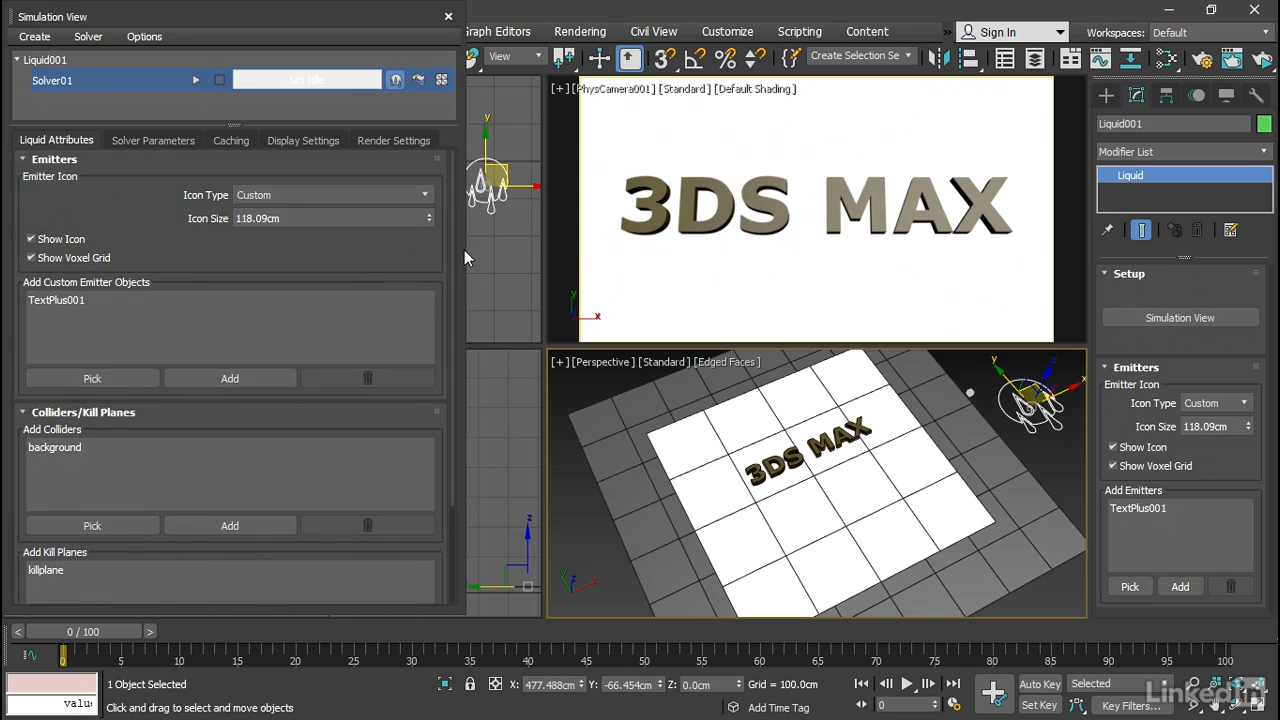 Simulation View
Create Solver Options
Liquid001
Solver01 Sim Idle
Liquid Attributes Solver Parameters Caching Display Settings Render Settings
Emitters
Emitter Icon
Icon Type Custom
Icon Size 118.09cm
Show Icon
Show Voxel Grid
Add Custom Emitter Objects
TextPlus001
Pick Add
Colliders/Kill Planes
Add Colliders
background
Pick Add
Add Kill Planes
killplane
Graph Editors Rendering Civil View Customize Scripting Content » Sign In Workspaces: Default
View Create Selection Se
[+] [PhysCamera001] [Standard] [Default Shading]
3DS MAX
y x
[+] [Perspective] [Standard] [Edged Faces]
3DS MAX
Liquid001
Modifier List
Liquid
Setup
Simulation View
Emitters
Emitter Icon
Icon Type Custom
Icon Size 118.09cm
Show Icon
Show Voxel Grid
Add Emitters
TextPlus001
Pick Add
< 0 / 100 >
0 5 10 15 20 25 30 35 40 45 50 55 60 65 70 75 80 85 90 95 100
1 Object Selected X: 477.488cm Y: -66.454cm Z: 0.0cm Grid = 100.0cm Auto Key Selected
valu Click and drag to select and move objects Add Time Tag 0 Set Key Key Filters...
LinkedIn